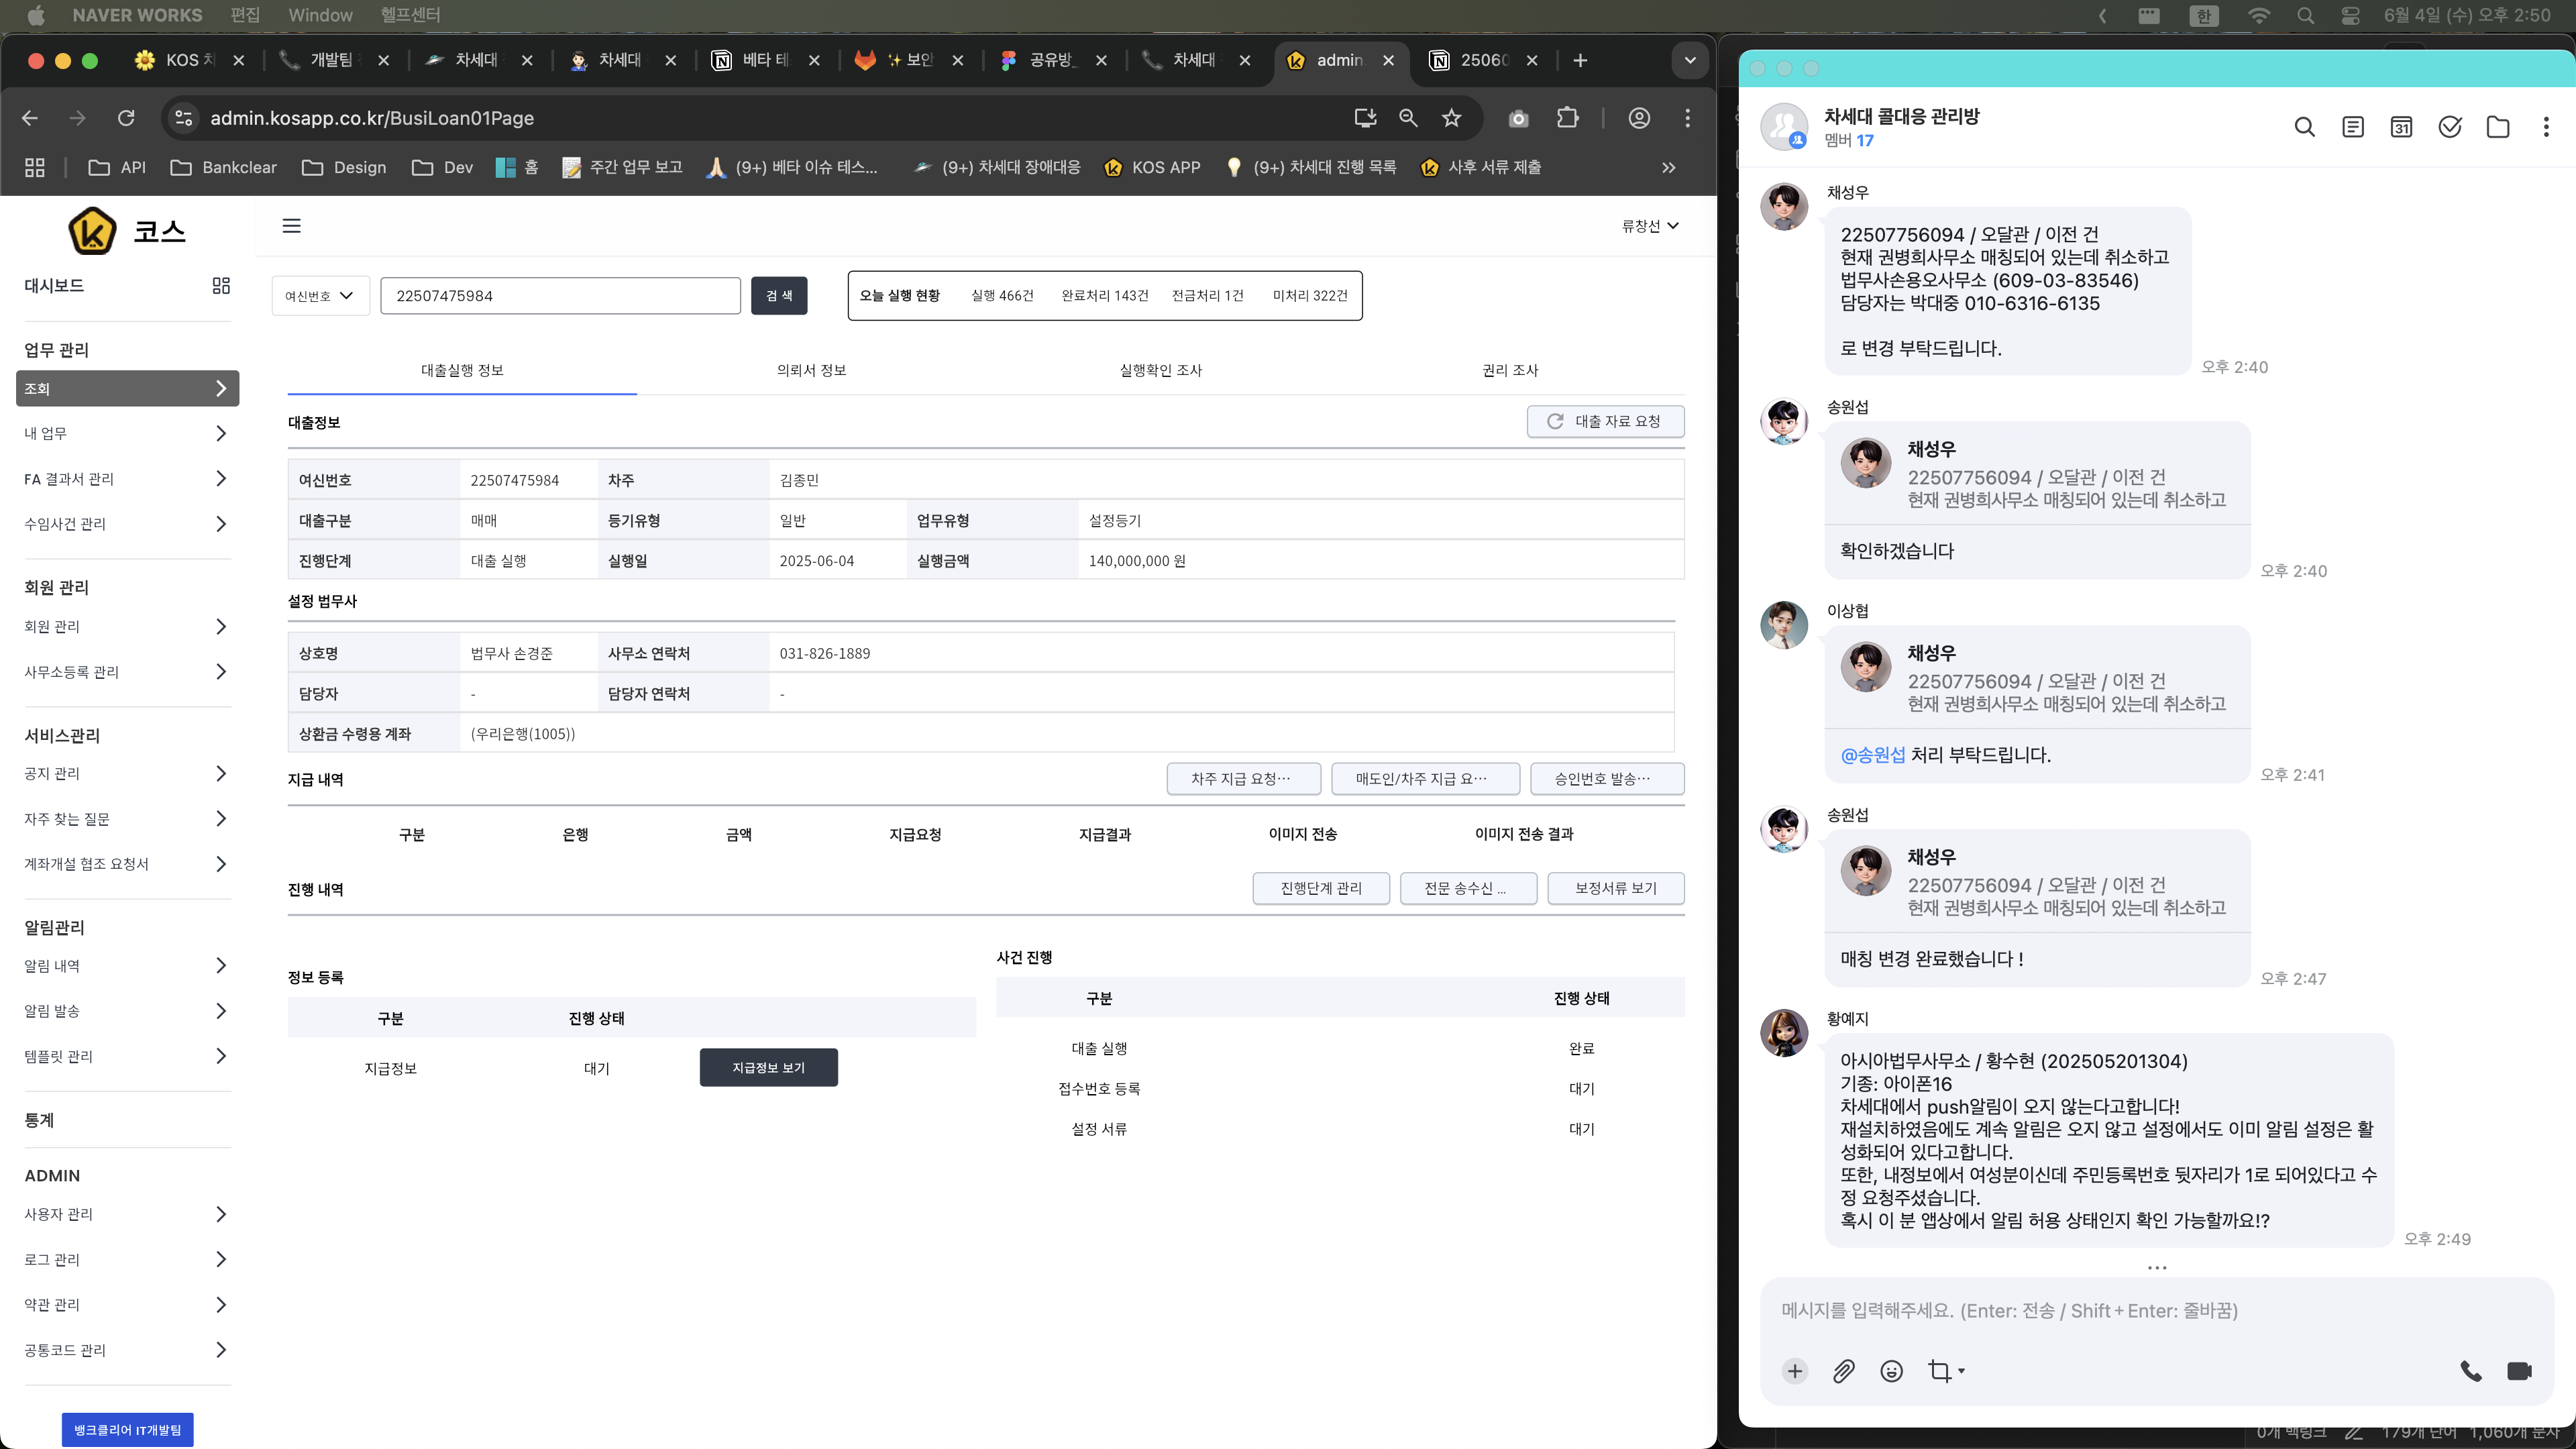 NAVER WORKS 편집 Window 헬프센터
한 6월 4일 (수) 오후 2:50
KOS 차
개발팀
차세대
차세대
베타 테
보안
공유방_
차세대
admin.
25060
admin.kosapp.co.kr/BusiLoan01Page
API Bankclear Design Dev 홈 주간 업무 보고 (9+) 베타 이슈 테스... (9+) 차세대 장애대응 KOS APP (9+) 차세대 진행 목록 사후 서류 제출
코스
류창선
대시보드
업무 관리
조회
내 업무
FA 결과서 관리
수임사건 관리
회원 관리
회원 관리
사무소등록 관리
서비스관리
공지 관리
자주 찾는 질문
계좌개설 협조 요청서
알림관리
알림 내역
알림 발송
템플릿 관리
통계
ADMIN
사용자 관리
로그 관리
약관 관리
공통코드 관리
뱅크클리어 IT개발팀
여신번호 22507475984 검 색
오늘 실행 현황 실행 466건 완료처리 143건 전금처리 1건 미처리 322건
대출실행 정보 의뢰서 정보 실행확인 조사 권리 조사
대출정보 대출 자료 요청
여신번호 22507475984 차주 김종민
대출구분 매매 등기유형 일반 업무유형 설정등기
진행단계 대출 실행 실행일 2025-06-04 실행금액 140,000,000 원
설정 법무사
상호명 법무사 손경준 사무소 연락처 031-826-1889
담당자 - 담당자 연락처 -
상환금 수령용 계좌 (우리은행(1005))
지급 내역 차주 지급 요청… 매도인/차주 지급 요… 승인번호 발송…
구분 은행 금액 지급요청 지급결과 이미지 전송 이미지 전송 결과
진행 내역 진행단계 관리 전문 송수신 ... 보정서류 보기
정보 등록
구분 진행 상태
지급정보 대기 지급정보 보기
사건 진행
구분 진행 상태
대출 실행 완료
접수번호 등록 대기
설정 서류 대기
차세대 콜대응 관리방
멤버 17
31
채성우
22507756094 / 오달관 / 이전 건
현재 권병희사무소 매칭되어 있는데 취소하고
법무사손용오사무소 (609-03-83546)
담당자는 박대중 010-6316-6135
로 변경 부탁드립니다.
오후 2:40
송원섭
채성우
22507756094 / 오달관 / 이전 건
현재 권병희사무소 매칭되어 있는데 취소하고
확인하겠습니다
오후 2:40
이상협
채성우
22507756094 / 오달관 / 이전 건
현재 권병희사무소 매칭되어 있는데 취소하고
@송원섭 처리 부탁드립니다.
오후 2:41
송원섭
채성우
22507756094 / 오달관 / 이전 건
현재 권병희사무소 매칭되어 있는데 취소하고
매칭 변경 완료했습니다 !
오후 2:47
황예지
아시아법무사무소 / 황수현 (202505201304)
기종: 아이폰16
차세대에서 push알림이 오지 않는다고합니다!
재설치하였음에도 계속 알림은 오지 않고 설정에서도 이미 알림 설정은 활
성화되어 있다고합니다.
또한, 내정보에서 여성분이신데 주민등록번호 뒷자리가 1로 되어있다고 수
정 요청주셨습니다.
혹시 이 분 앱상에서 알림 허용 상태인지 확인 가능할까요!?
오후 2:49
메시지를 입력해주세요. (Enter: 전송 / Shift + Enter: 줄바꿈)
0개 백링크 179개 단어 1,060개 문자